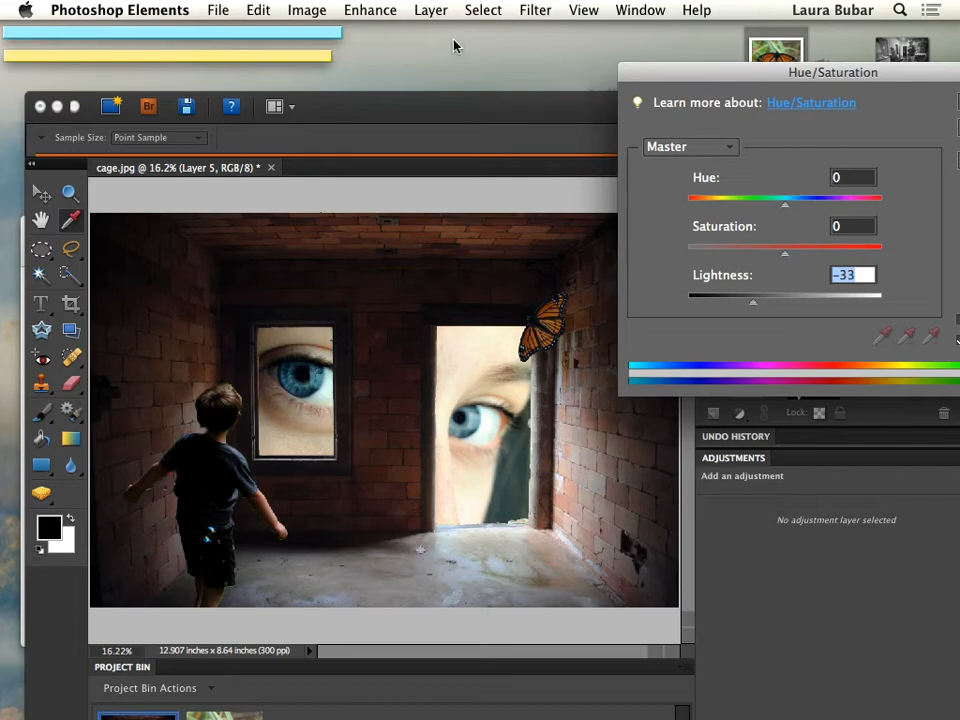 Photoshop Elements File Edit Image Enhance Layer Select Filter View Window Help Laura Bubar
Hue/Saturation
Learn more about: Hue/Saturation
Br ?
Sample Size: Point Sample
Master
cage.jpg @ 16.2% (Layer 5, RGB/8) * ×
Hue: 0
Saturation: 0
Lightness: -33
T
Lock:
UNDO HISTORY
ADJUSTMENTS
Add an adjustment
No adjustment layer selected
16.22% 12.907 inches x 8.64 inches (300 ppi)
PROJECT BIN
Project Bin Actions